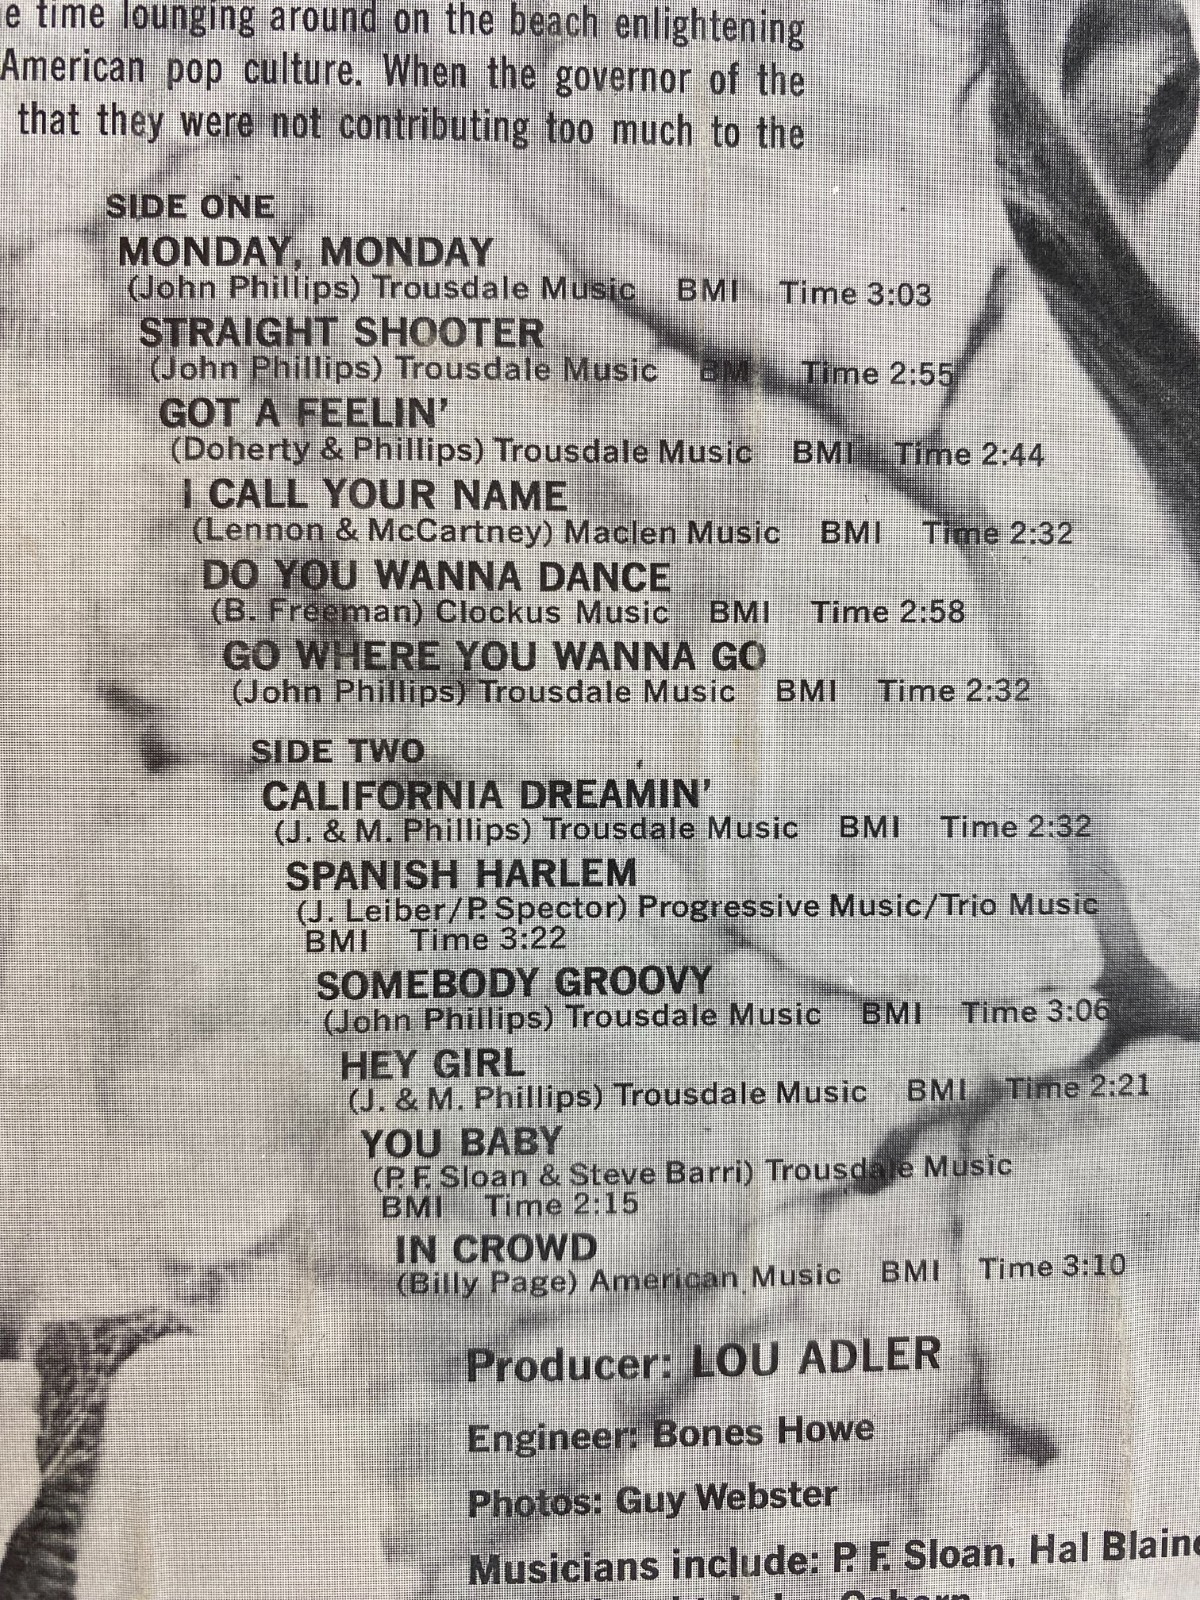 e time lounging around on the beach enlightening
American pop culture. When the governor of the
that they were not contributing too much to the
SIDE ONE
MONDAY, MONDAY
(John Phillips) Trousdale Music BMI Time 3:03
STRAIGHT SHOOTER
(John Phillips) Trousdale Music BMI Time 2:55
GOT A FEELIN'
(Doherty & Phillips) Trousdale Music BMI Time 2:44
I CALL YOUR NAME
(Lennon & McCartney) Maclen Music BMI Time 2:32
DO YOU WANNA DANCE
(B. Freeman) Clockus Music BMI Time 2:58
GO WHERE YOU WANNA GO
(John Phillips) Trousdale Music BMI Time 2:32
SIDE TWO
CALIFORNIA DREAMIN'
(J. & M. Phillips) Trousdale Music BMI Time 2:32
SPANISH HARLEM
(J. Leiber/P. Spector) Progressive Music/Trio Music
BMI Time 3:22
SOMEBODY GROOVY
(John Phillips) Trousdale Music BMI Time 3:06
HEY GIRL
(J. & M. Phillips) Trousdale Music BMI Time 2:21
YOU BABY
(P. F. Sloan & Steve Barri) Trousdale Music
BMI Time 2:15
IN CROWD
(Billy Page) American Music BMI Time 3:10
Producer: LOU ADLER
Engineer: Bones Howe
Photos: Guy Webster
Musicians include: P. F. Sloan, Hal Blaine